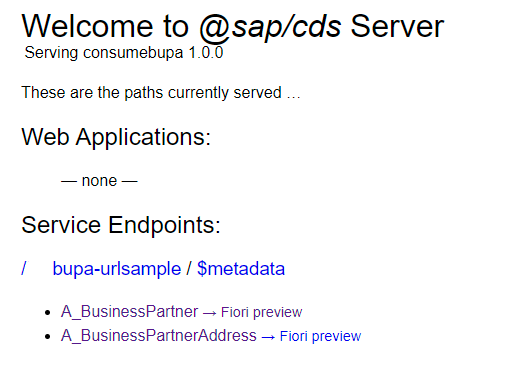 Welcome to @sap/cds Server
Serving consumebupa 1.0.0
These are the paths currently served …
Web Applications:
— none —
Service Endpoints:
/ bupa-urlsample / $metadata
• A_BusinessPartner → Fiori preview
• A_BusinessPartnerAddress → Fiori preview